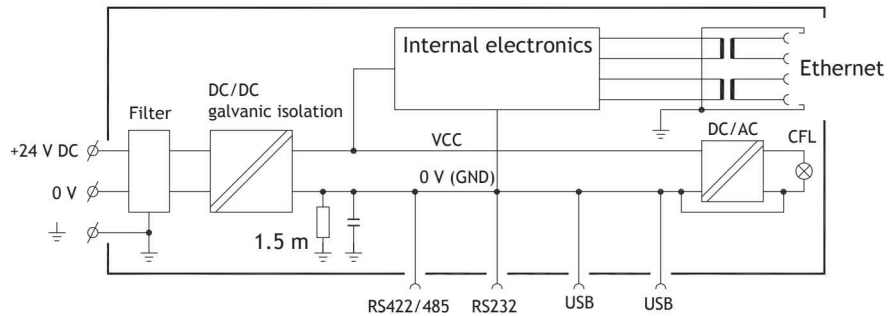 Internal electronics
Ethernet
DC/DC
galvanic isolation
Filter
DC/AC
CFL
+24 V DC
VCC
0 V
0 V (GND)
1.5 m
RS422/485
RS232
USB
USB